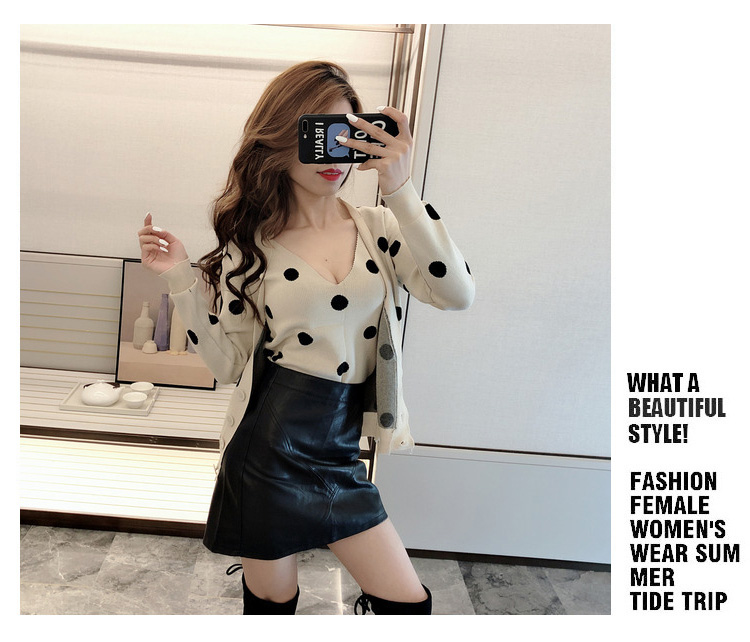 WHAT A
BEAUTIFUL
STYLE!
FASHION
FEMALE
WOMEN'S
WEAR SUM
MER
TIDE TRIP